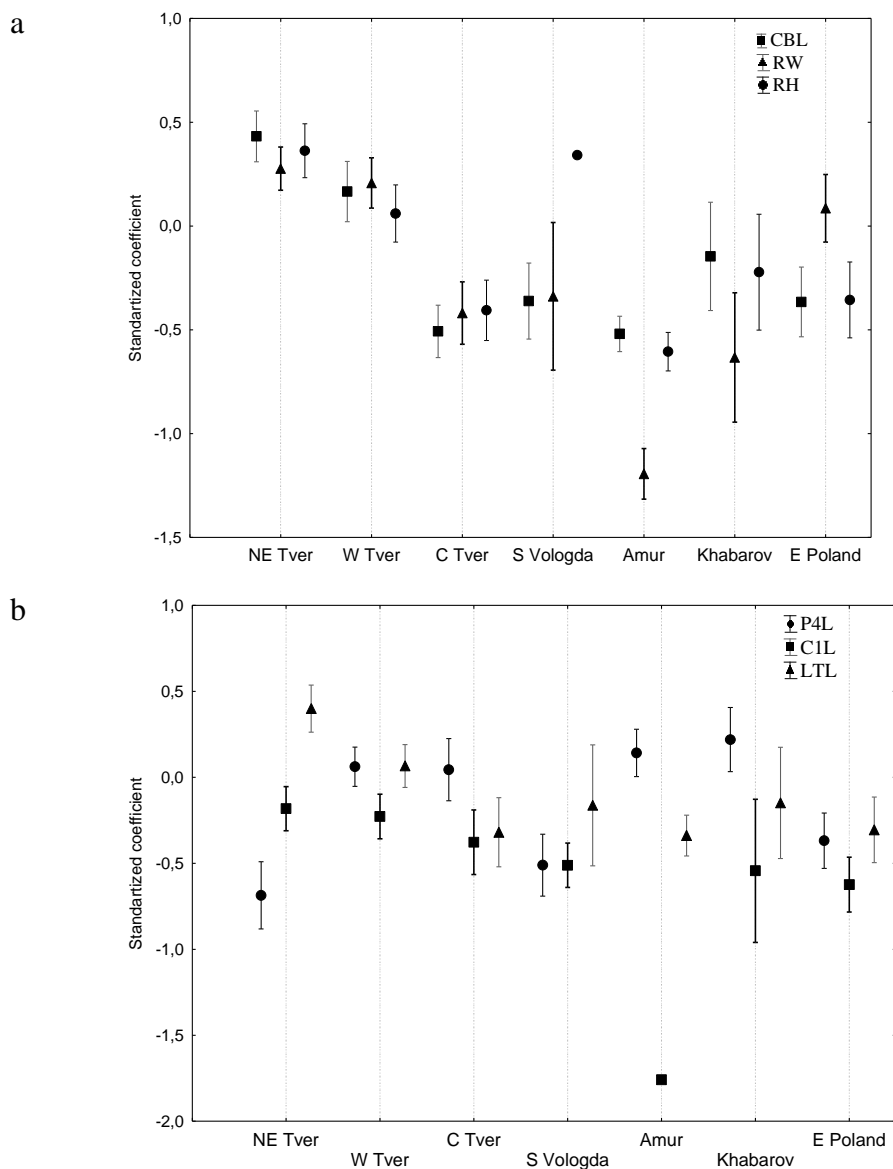 a
1,0
CBL
RW
RH
0,5
0,0
-0,5
-1,0
-1,5
Standartized coefficient
NE Tver W Tver C Tver S Vologda Amur Khabarov E Poland
b
1,0
P4L
C1L
LTL
0,5
0,0
-0,5
-1,0
-1,5
-2,0
Standartized coefficient
NE Tver C Tver Amur E Poland
W Tver S Vologda Khabarov